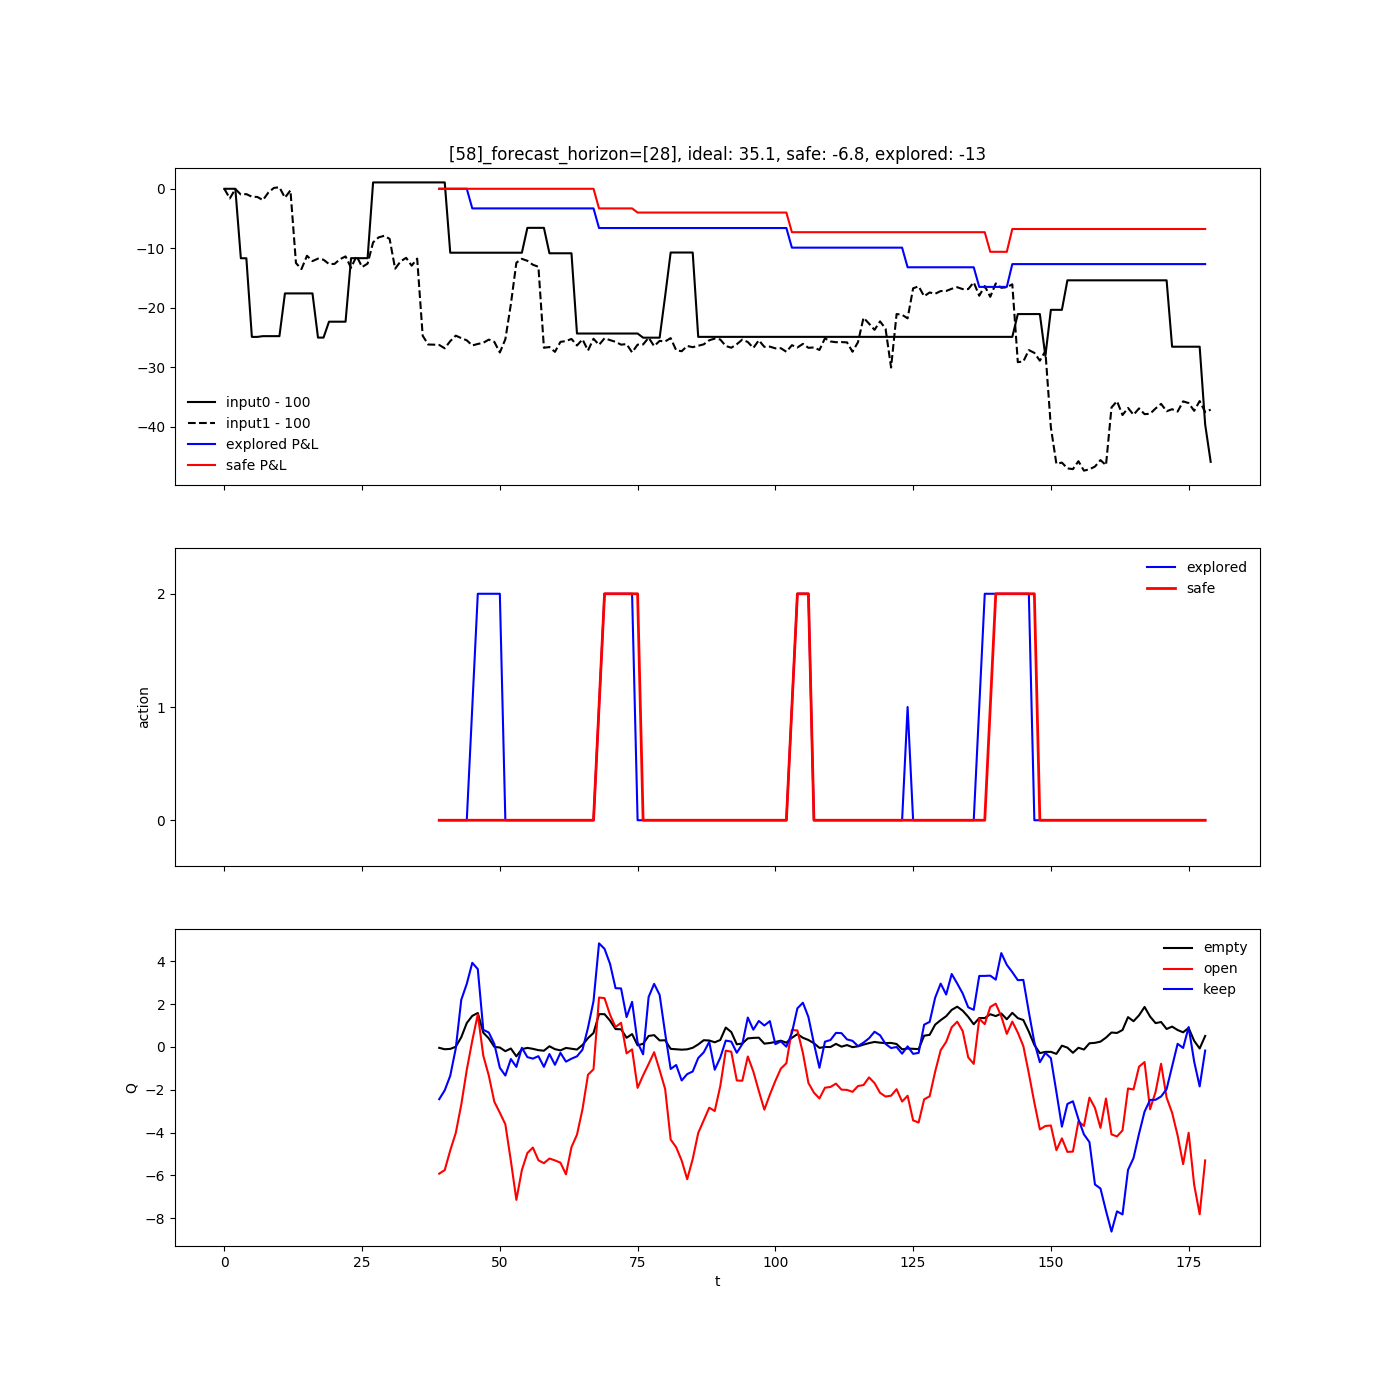 [58]_forecast_horizon=[28], ideal: 35.1, safe: -6.8, explored: -13
0
−10
−20
−30
−40
input0 - 100
input1 - 100
explored P&L
safe P&L
2
1
0
action
explored
safe
4
2
0
−2
−4
−6
−8
Q
empty
open
keep
0 25 50 75 100 125 150 175
t